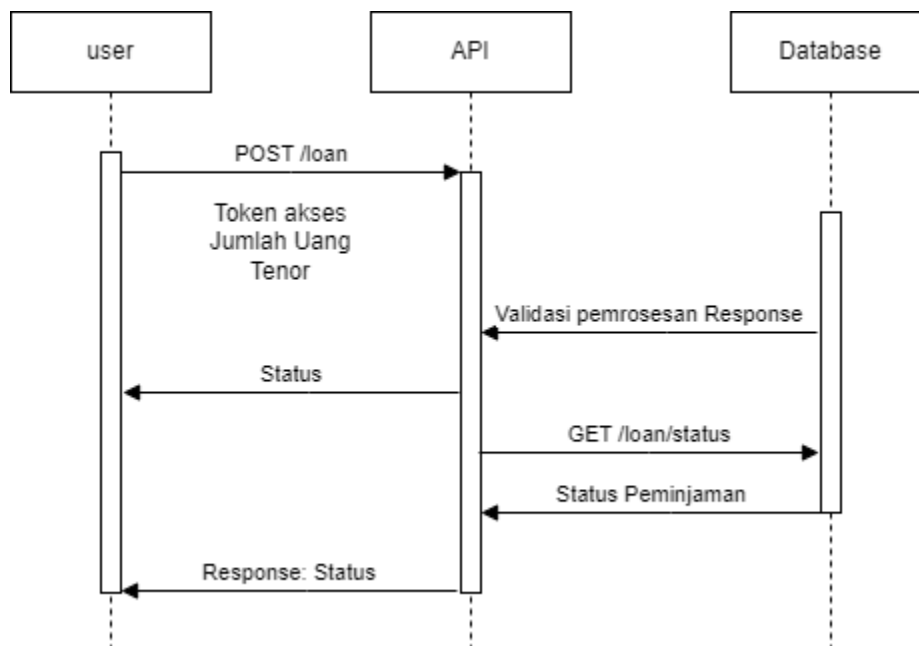 user
API
Database
POST /loan
Token akses
Jumlah Uang
Tenor
Validasi pemrosesan Response
Status
GET /loan/status
Status Peminjaman
Response: Status